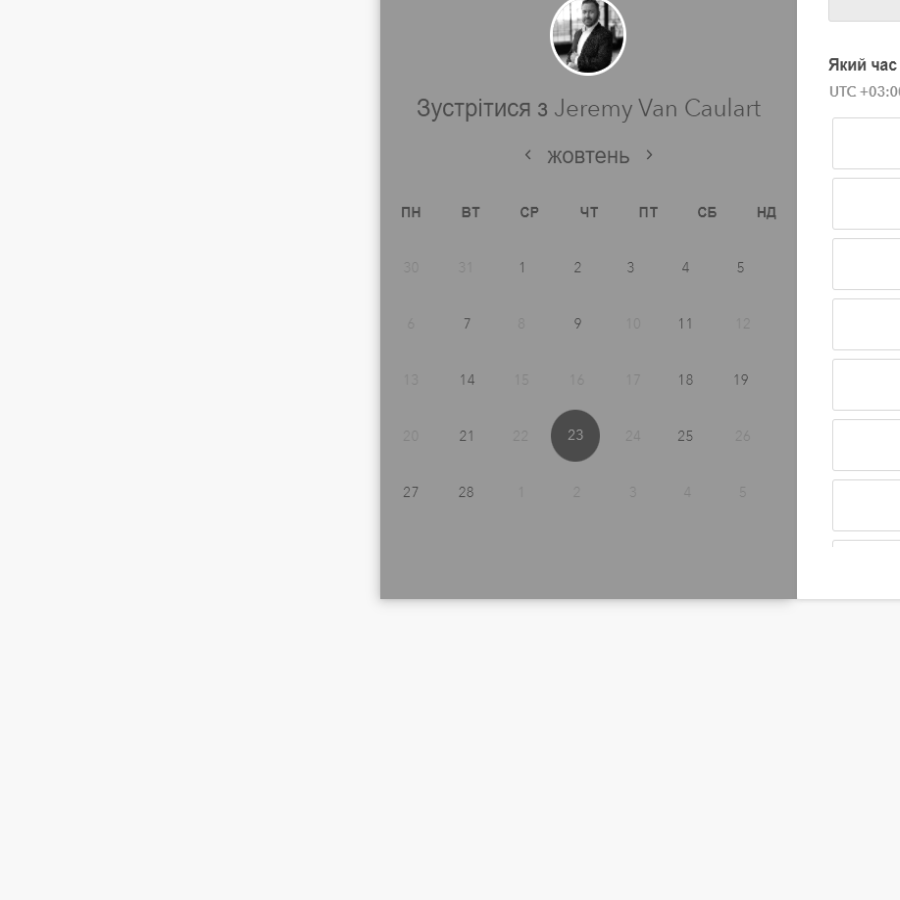 Зустрітися з Jeremy Van Caulart
жовтень
ПН ВТ СР ЧТ ПТ СБ НД
30 31 1 2 3 4 5
6 7 8 9 10 11 12
13 14 15 16 17 18 19
20 21 22 23 24 25 26
27 28 1 2 3 4 5
Який час
UTC +03:0